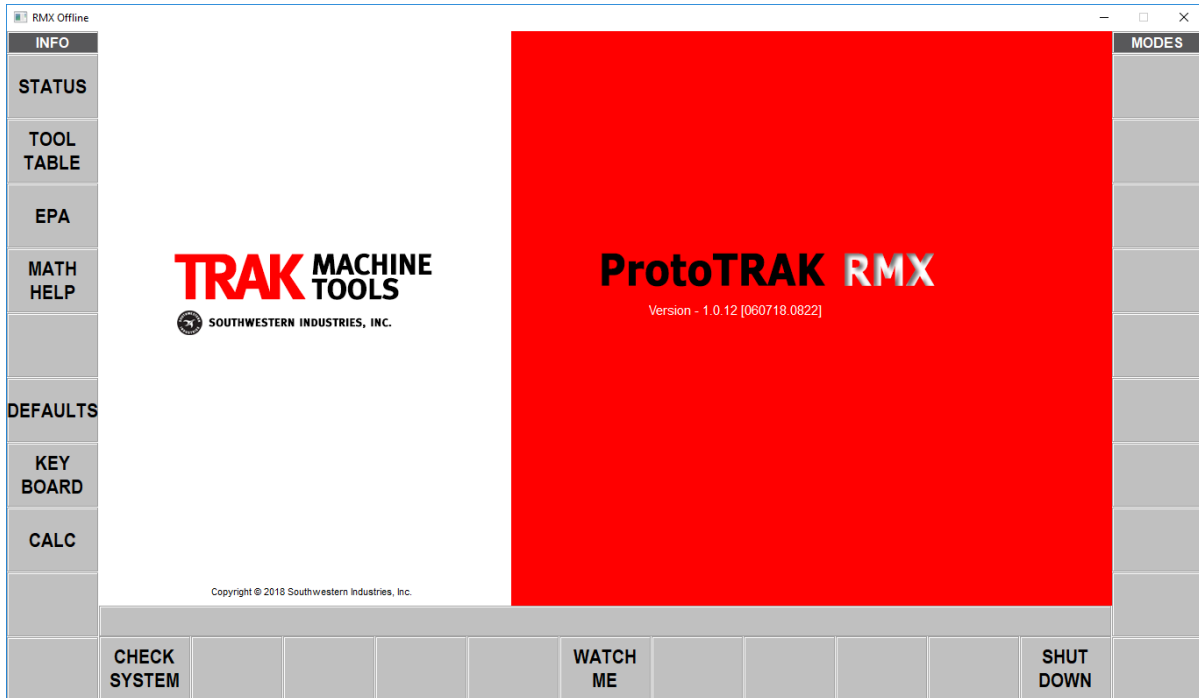 RMX Offline
INFO
MODES
STATUS
TOOL
TABLE
EPA
MATH
HELP
DEFAULTS
KEY
BOARD
CALC
TRAK MACHINE
TOOLS
SOUTHWESTERN INDUSTRIES, INC.
Copyright © 2018 Southwestern Industries, Inc.
ProtoTRAK RMX
Version - 1.0.12 [060718.0822]
CHECK
SYSTEM
WATCH
ME
SHUT
DOWN